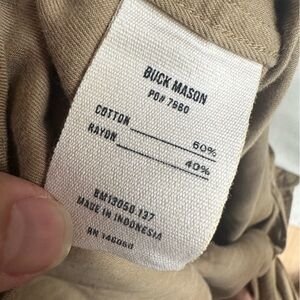 BUCK MASON
PO# 7960
COTTON 60%
RAYON 40%
BM13050.137
MADE IN INDONESIA
RN 146060